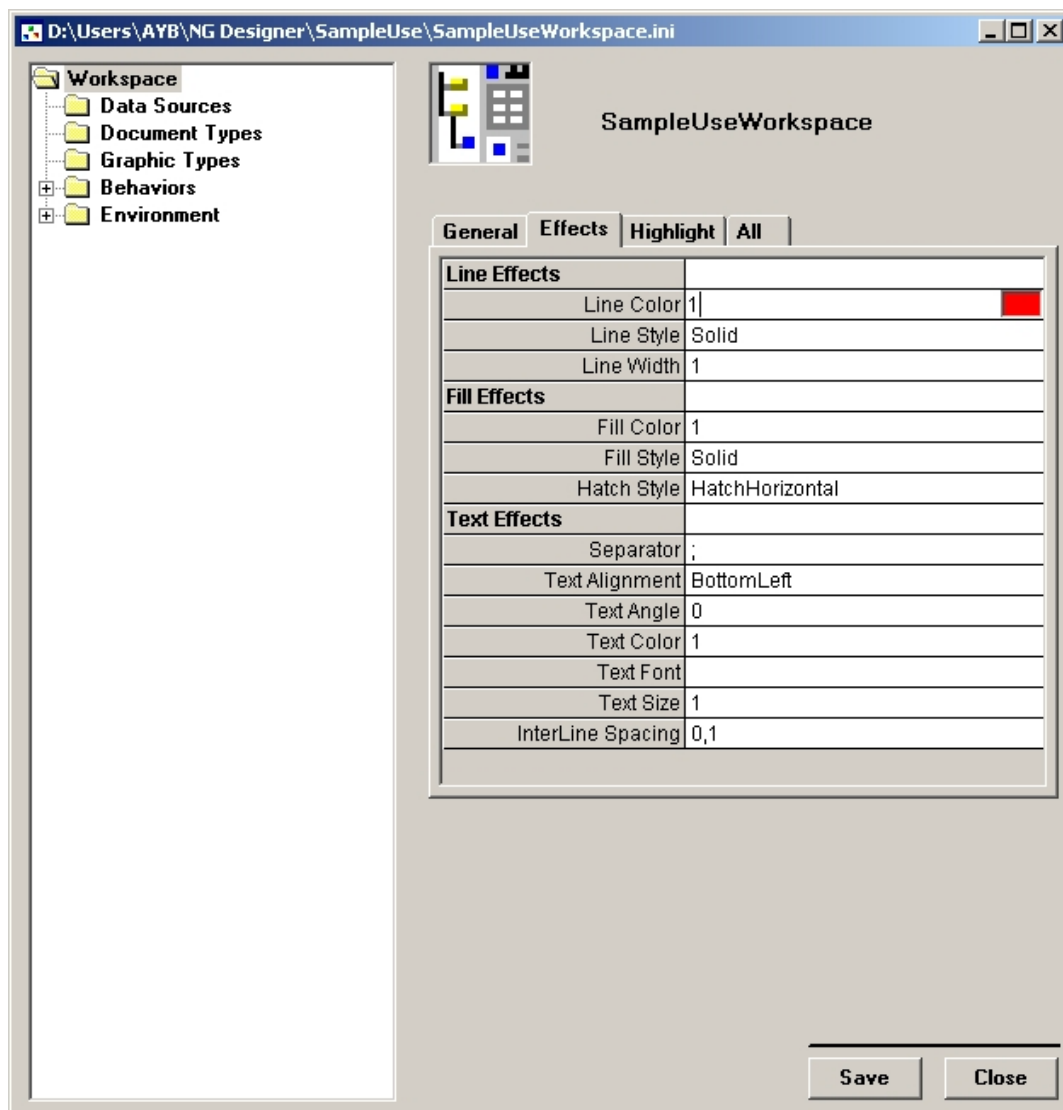 D:\Users\AYB\NG Designer\SampleUse\SampleUseWorkspace.ini
Workspace
Data Sources
Document Types
Graphic Types
Behaviors
Environment
SampleUseWorkspace
General Effects Highlight All
Line Effects
Line Color 1
Line Style Solid
Line Width 1
Fill Effects
Fill Color 1
Fill Style Solid
Hatch Style HatchHorizontal
Text Effects
Separator ;
Text Alignment BottomLeft
Text Angle 0
Text Color 1
Text Font
Text Size 1
InterLine Spacing 0,1
Save Close